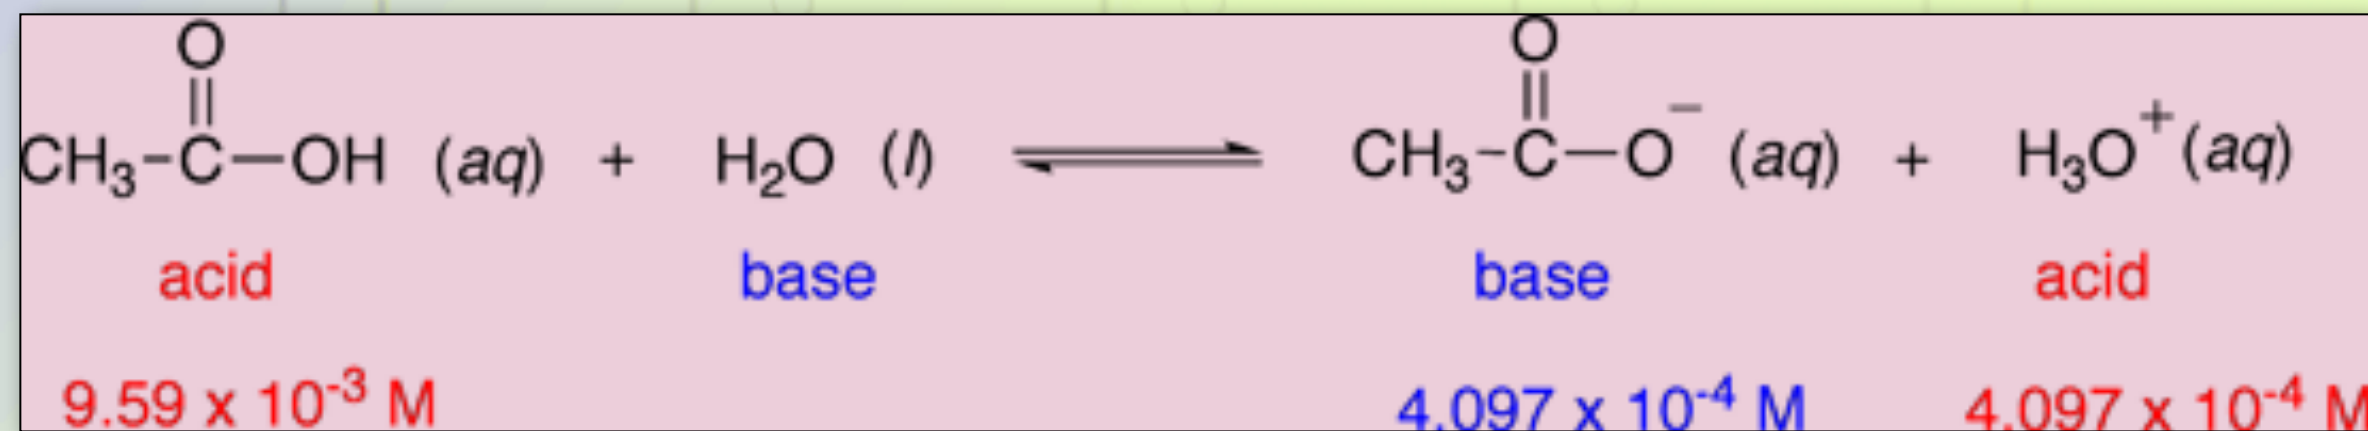 O O
CH₃-C-OH (aq) + H₂O (l) ⇌ CH₃-C-O⁻ (aq) + H₃O⁺ (aq)
acid base base acid
9.59 x 10⁻³ M 4.097 x 10⁻⁴ M 4.097 x 10⁻⁴ M